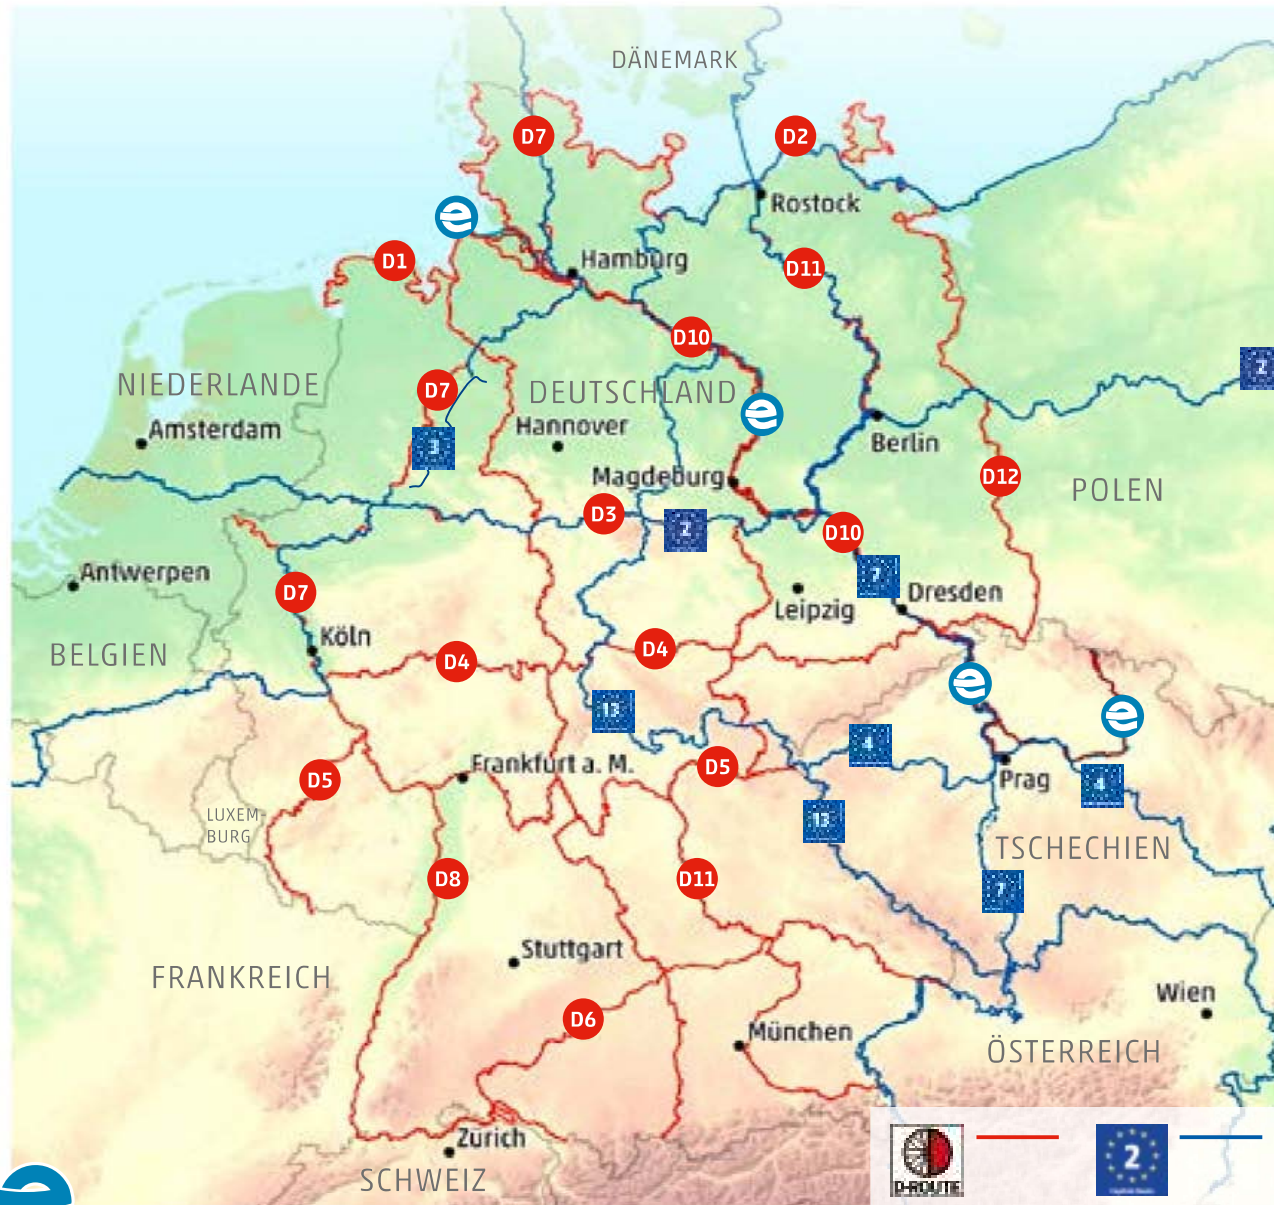 DÄNEMARK
D7
D2
e
Rostock
D1
Hamburg
D11
D10
2
NIEDERLANDE
D7
DEUTSCHLAND
e
Amsterdam
Hannover
Berlin
3
Magdeburg
D12
POLEN
D3
2
D10
Antwerpen
7
D7
Leipzig
Dresden
Köln
BELGIEN
D4
D4
e
13
e
4
Frankfurt a. M.
D5
D5
Prag
4
LUXEM-
BURG
13
TSCHECHIEN
D8
D11
7
Stuttgart
FRANKREICH
Wien
D6
München
ÖSTERREICH
Zürich
SCHWEIZ
D-ROUTE
2